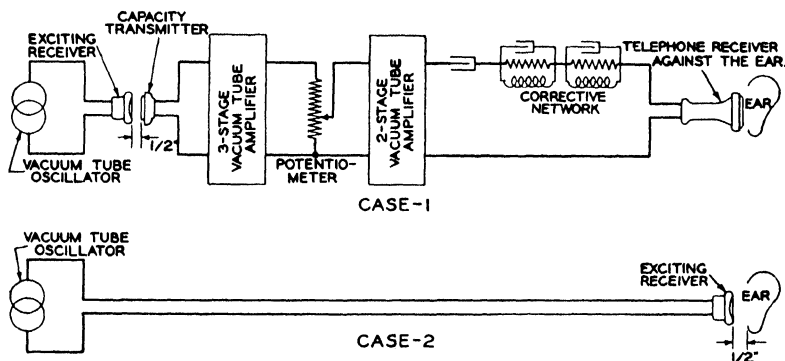 CAPACITY
TRANSMITTER
EXCITING
RECEIVER
1/2"
VACUUM TUBE
OSCILLATOR
3-STAGE
VACUUM TUBE
AMPLIFIER
POTENTIO-
METER
2-STAGE
VACUUM TUBE
AMPLIFIER
CORRECTIVE
NETWORK
TELEPHONE RECEIVER
AGAINST THE EAR.
EAR
CASE-1
VACUUM TUBE
OSCILLATOR
EXCITING
RECEIVER
EAR
1/2"
CASE-2